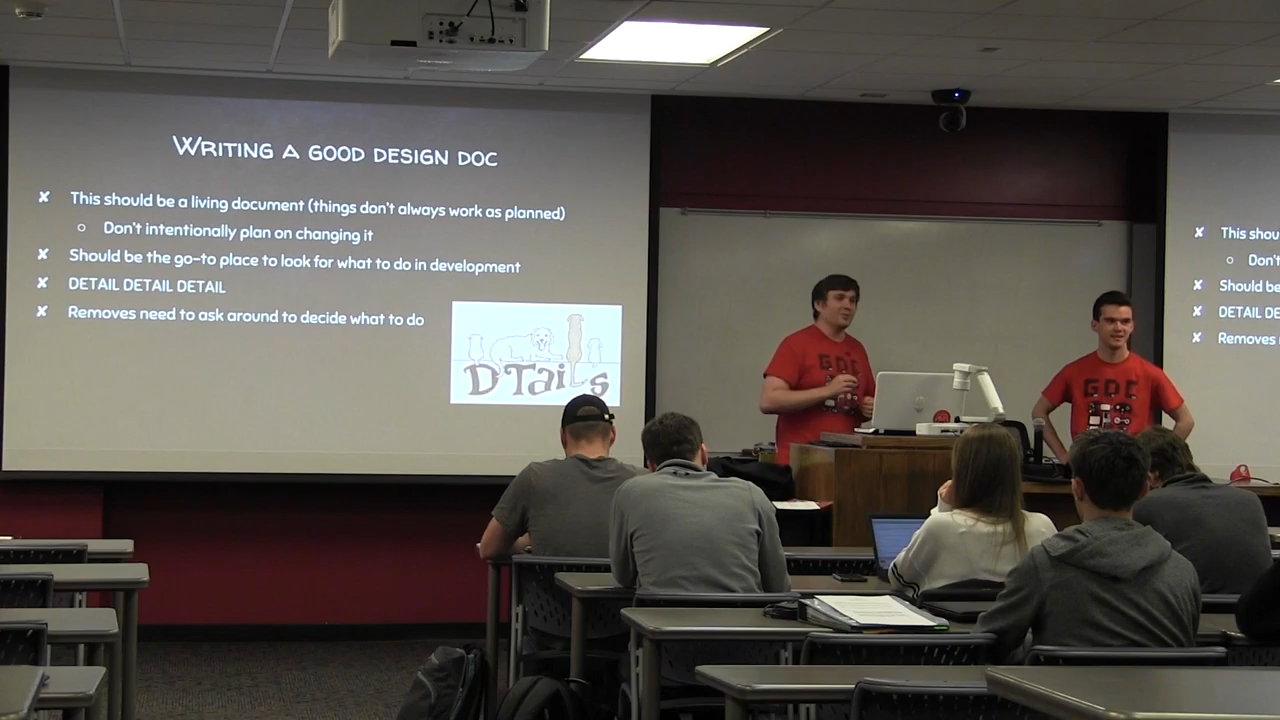 WRITING A GOOD DESIGN DOC
✘ This should be a living document (things don't always work as planned)
○ Don't intentionally plan on changing it
✘ Should be the go-to place to look for what to do in development
✘ DETAIL DETAIL DETAIL
✘ Removes need to ask around to decide what to do
DTails
GDC
GDC
✘ This shou
○ Don't
✘ Should be
✘ DETAIL DE
✘ Removes